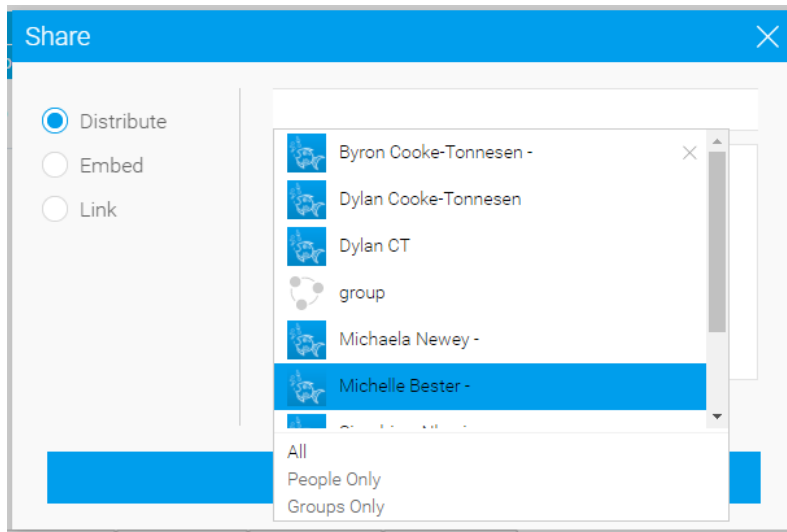 Share
Distribute
Embed
Link
Byron Cooke-Tonnesen -
Dylan Cooke-Tonnesen
Dylan CT
group
Michaela Newey -
Michelle Bester -
All
People Only
Groups Only